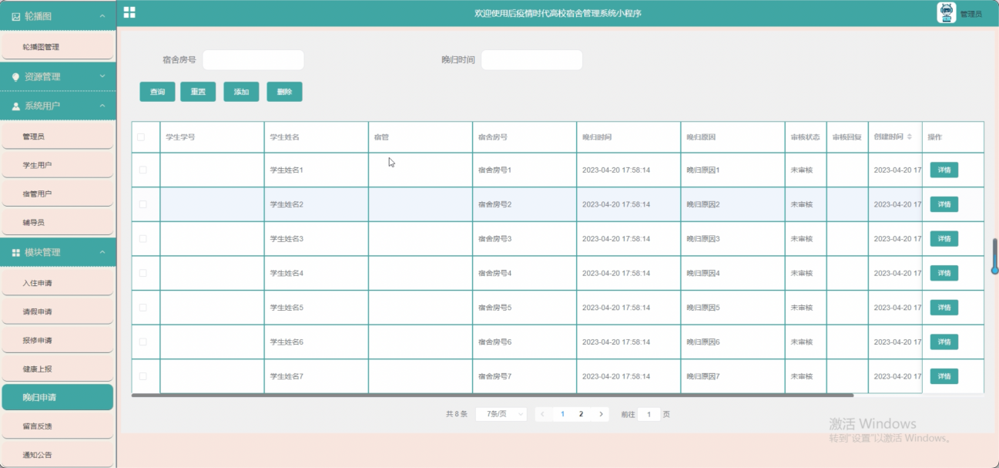 欢迎使用后疫情时代高校宿舍管理系统小程序
管理员
轮播图
轮播图管理
资源管理
系统用户
管理员
学生用户
宿管用户
辅导员
模块管理
入住申请
请假申请
报修申请
健康上报
晚归申请
留言反馈
通知公告
宿舍房号 晚归时间
查询 重置 添加 删除
学生学号 学生姓名 宿管 宿舍房号 晚归时间 晚归原因 审核状态 审核回复 创建时间 操作
学生姓名1 宿舍房号1 2023-04-20 17:58:14 晚归原因1 未审核 2023-04-20 17 详情
学生姓名2 宿舍房号2 2023-04-20 17:58:14 晚归原因2 未审核 2023-04-20 17 详情
学生姓名3 宿舍房号3 2023-04-20 17:58:14 晚归原因3 未审核 2023-04-20 17 详情
学生姓名4 宿舍房号4 2023-04-20 17:58:14 晚归原因4 未审核 2023-04-20 17 详情
学生姓名5 宿舍房号5 2023-04-20 17:58:14 晚归原因5 未审核 2023-04-20 17 详情
学生姓名6 宿舍房号6 2023-04-20 17:58:14 晚归原因6 未审核 2023-04-20 17 详情
学生姓名7 宿舍房号7 2023-04-20 17:58:14 晚归原因7 未审核 2023-04-20 17 详情
共 8 条 7条/页 1 2 前往 1 页
激活 Windows
转到"设置"以激活 Windows。